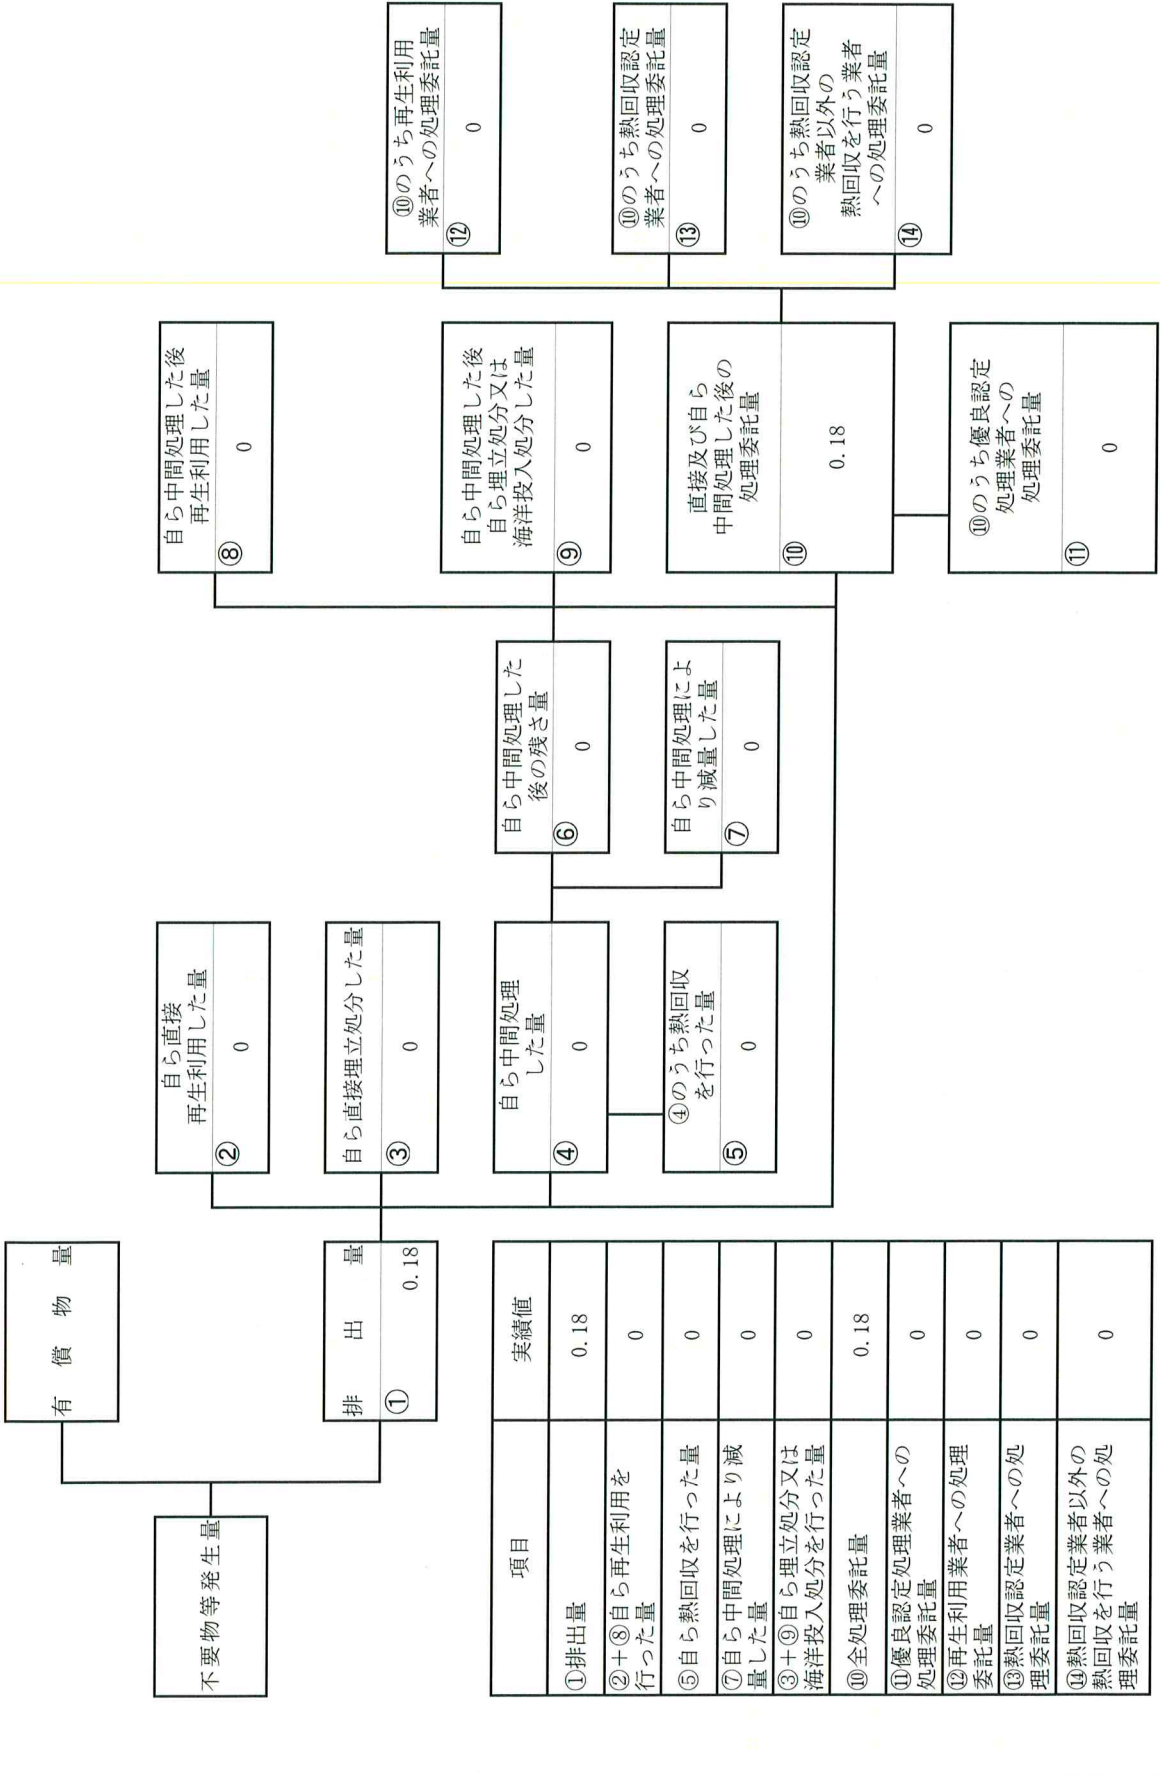 不要物等発生量
有償物量
排出量
①
0.18
自ら直接
再生利用した量
②
0
自ら直接埋立処分した量
③
0
自ら中間処理
した量
④
0
④のうち熱回収
を行った量
⑤
0
自ら中間処理した
後の残さ量
⑥
0
自ら中間処理によ
り減量した量
⑦
0
自ら中間処理した後
再生利用した量
⑧
0
自ら中間処理した後
自ら埋立処分又は
海洋投入処分した量
⑨
0
直接及び自ら
中間処理した後の
処理委託量
⑩
0.18
⑩のうち優良認定
処理業者への
処理委託量
⑪
0
⑩のうち再生利用
業者への処理委託量
⑫
0
⑩のうち熱回収認定
業者への処理委託量
⑬
0
⑩のうち熱回収認定
業者以外の
熱回収を行う業者
への処理委託量
⑭
0
項目 実績値
①排出量 0.18
②＋⑧自ら再生利用を
行った量 0
⑤自ら熱回収を行った量 0
⑦自ら中間処理により減
量した量 0
③＋⑨自ら埋立処分又は
海洋投入処分を行った量 0
⑩全処理委託量 0.18
⑪優良認定処理業者への
処理委託量 0
⑫再生利用業者への処理
委託量 0
⑬熱回収認定業者への処
理委託量 0
⑭熱回収認定業者以外の
熱回収を行う業者への処
理委託量 0